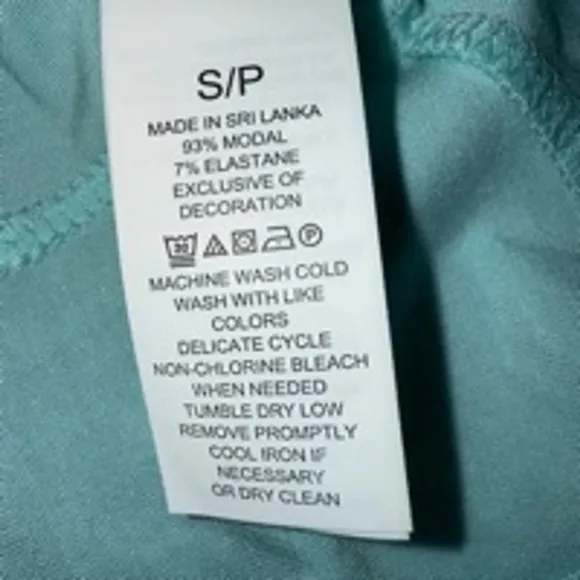 S/P
MADE IN SRI LANKA
93% MODAL
7% ELASTANE
EXCLUSIVE OF
DECORATION
30 P
MACHINE WASH COLD
WASH WITH LIKE
COLORS
DELICATE CYCLE
NON-CHLORINE BLEACH
WHEN NEEDED
TUMBLE DRY LOW
REMOVE PROMPTLY
COOL IRON IF
NECESSARY
OR DRY CLEAN